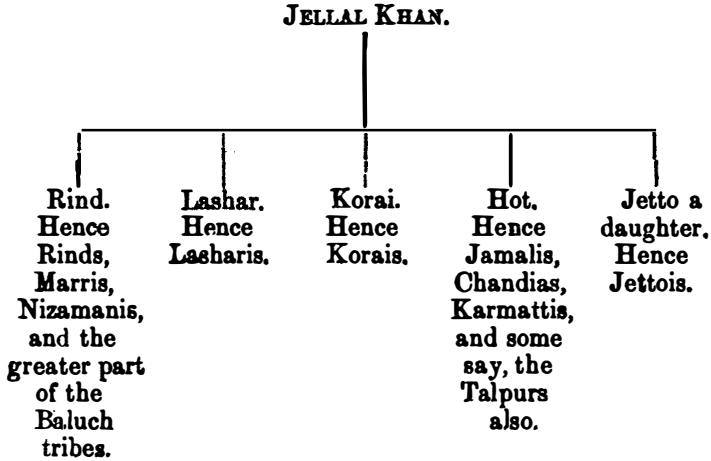 JELLAL KHAN.
Rind.
Hence
Rinds,
Marris,
Nizamanis,
and the
greater part
of the
Baluch
tribes.
Lashar.
Hence
Lasharis.
Korai.
Hence
Korais.
Hot.
Hence
Jamalis,
Chandias,
Karmattis,
and some
say, the
Talpurs
also.
Jetto a
daughter.
Hence
Jettois.